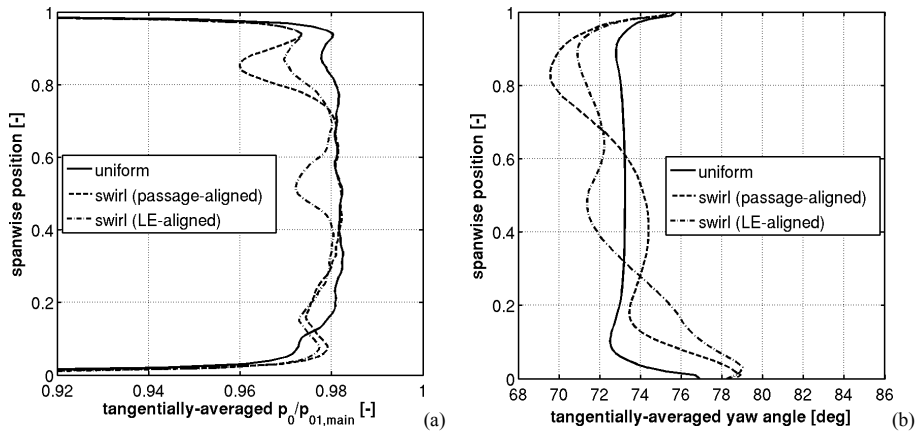 1
0.8
0.6
0.4
0.2
0
spanwise position [-]
uniform
swirl (passage-aligned)
swirl (LE-aligned)
0.92 0.94 0.96 0.98 1
tangentially-averaged p0/p01,main [-]
(a)
1
0.8
0.6
0.4
0.2
0
spanwise position [-]
uniform
swirl (passage-aligned)
swirl (LE-aligned)
68 70 72 74 76 78 80 82 84 86
tangentially-averaged yaw angle [deg]
(b)